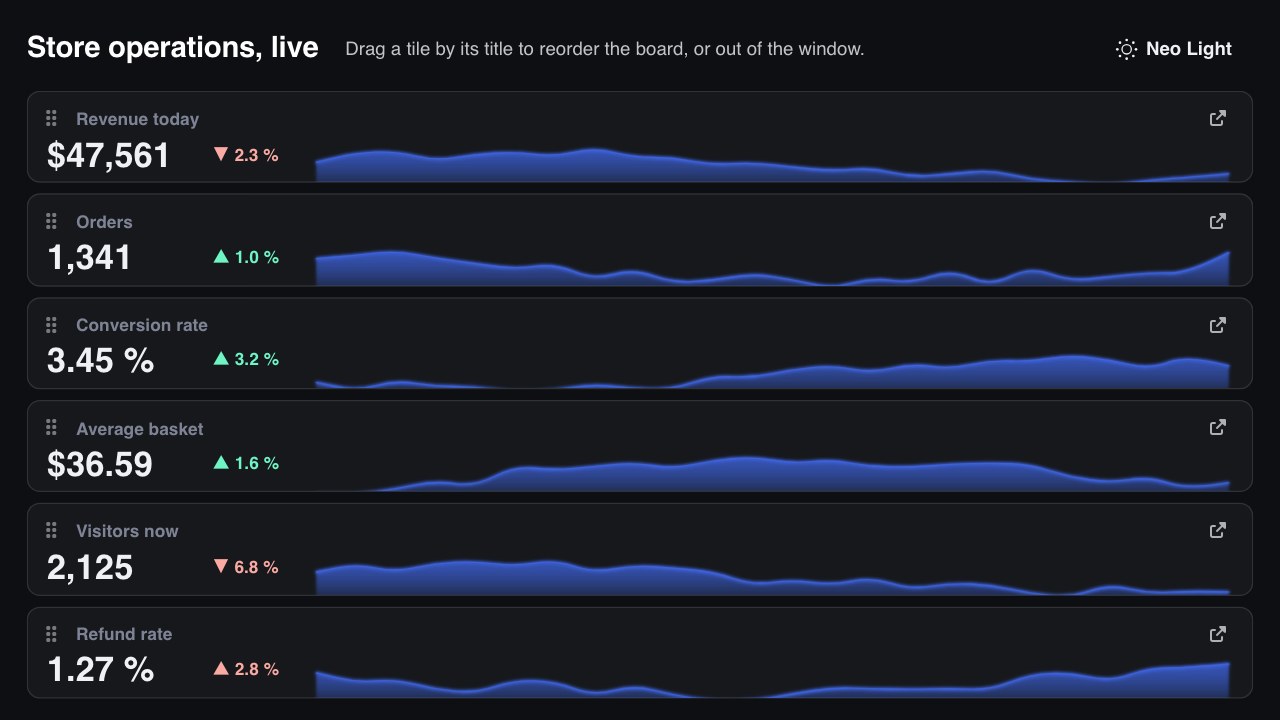 Store operations, live
Drag a tile by its title to reorder the board, or out of the window.
Neo Light
Revenue today
$47,561
▼ 2.3 %
Orders
1,341
▲ 1.0 %
Conversion rate
3.45 %
▲ 3.2 %
Average basket
$36.59
▲ 1.6 %
Visitors now
2,125
▼ 6.8 %
Refund rate
1.27 %
▲ 2.8 %